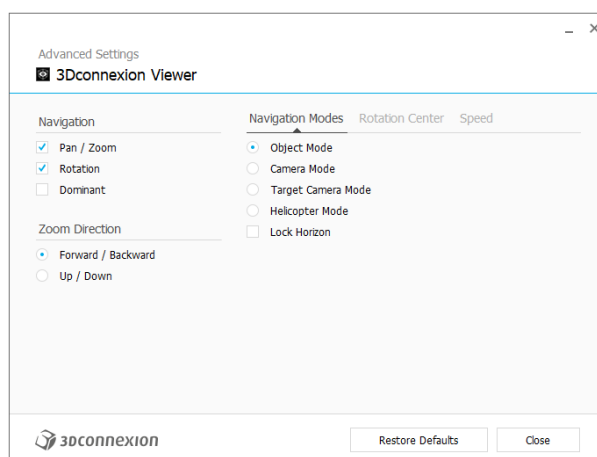 Advanced Settings
3Dconnexion Viewer
Navigation
Pan / Zoom
Rotation
Dominant
Zoom Direction
Forward / Backward
Up / Down
Navigation Modes Rotation Center Speed
Object Mode
Camera Mode
Target Camera Mode
Helicopter Mode
Lock Horizon
3Dconnexion
Restore Defaults Close